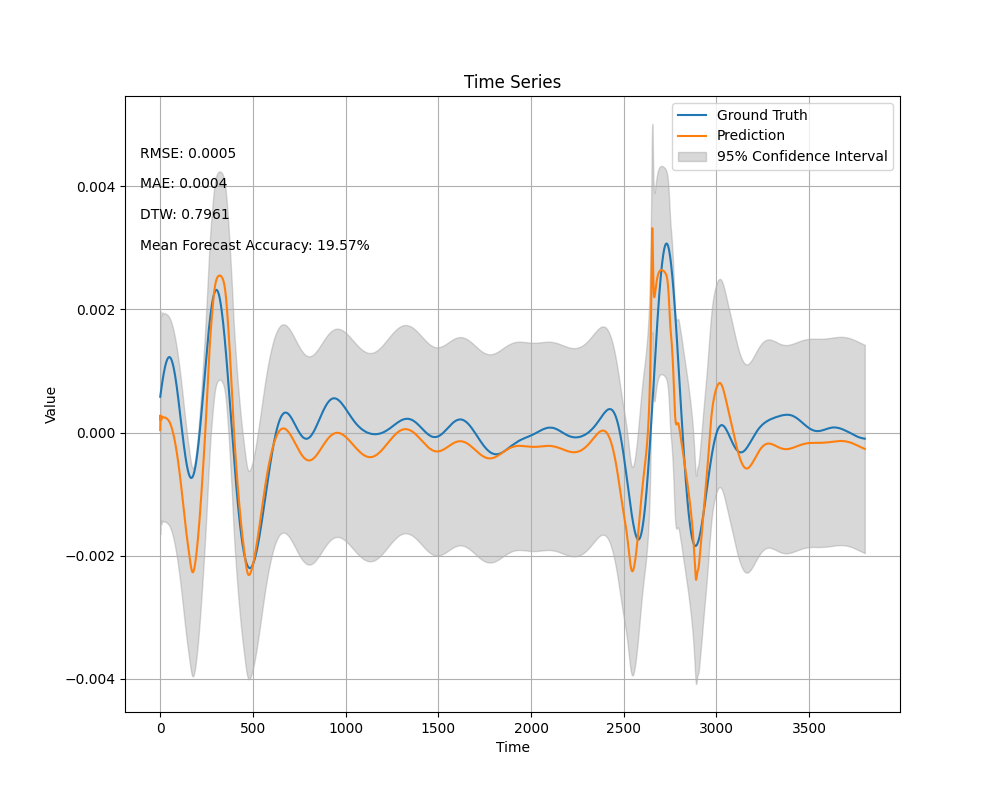 Time Series
Ground Truth
Prediction
95% Confidence Interval
RMSE: 0.0005
MAE: 0.0004
DTW: 0.7961
Mean Forecast Accuracy: 19.57%
0.004
0.002
0.000
−0.002
−0.004
Value
0 500 1000 1500 2000 2500 3000 3500
Time